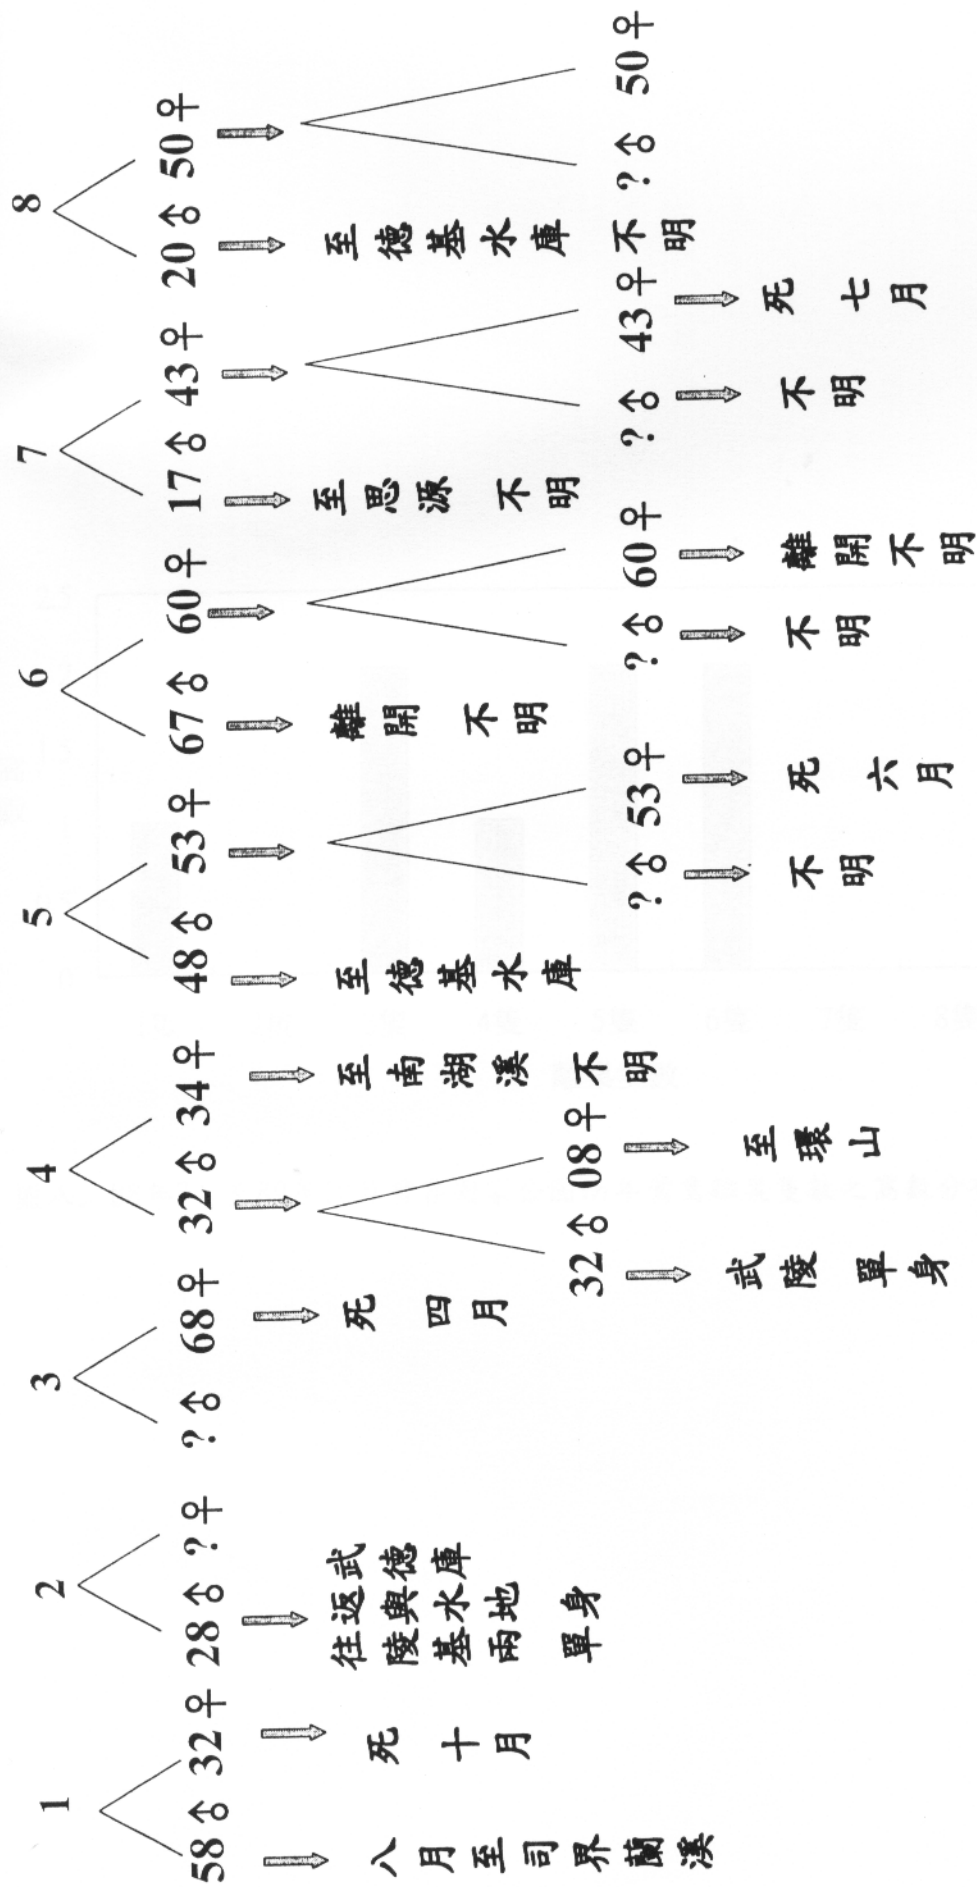 1
58♂ 32♀
八月至司界蘭溪
死 十月
2
28♂ ?♀
往返武
陵與德
基水庫
兩地
單身
3
?♂ 68♀
死 四月
4
32♂ 34♀
至南湖溪 不明
32♂ 08♀
武陵 單身
至環山
5
48♂ 53♀
至德基水庫
?♂ 53♀
不明
死 六月
6
67♂ 60♀
離開 不明
?♂ 60♀
不明
離開不明
7
17♂ 43♀
至思源 不明
?♂ 43♀
不明
死 七月
8
20♂ 50♀
至德基水庫 不明
?♂ 50♀